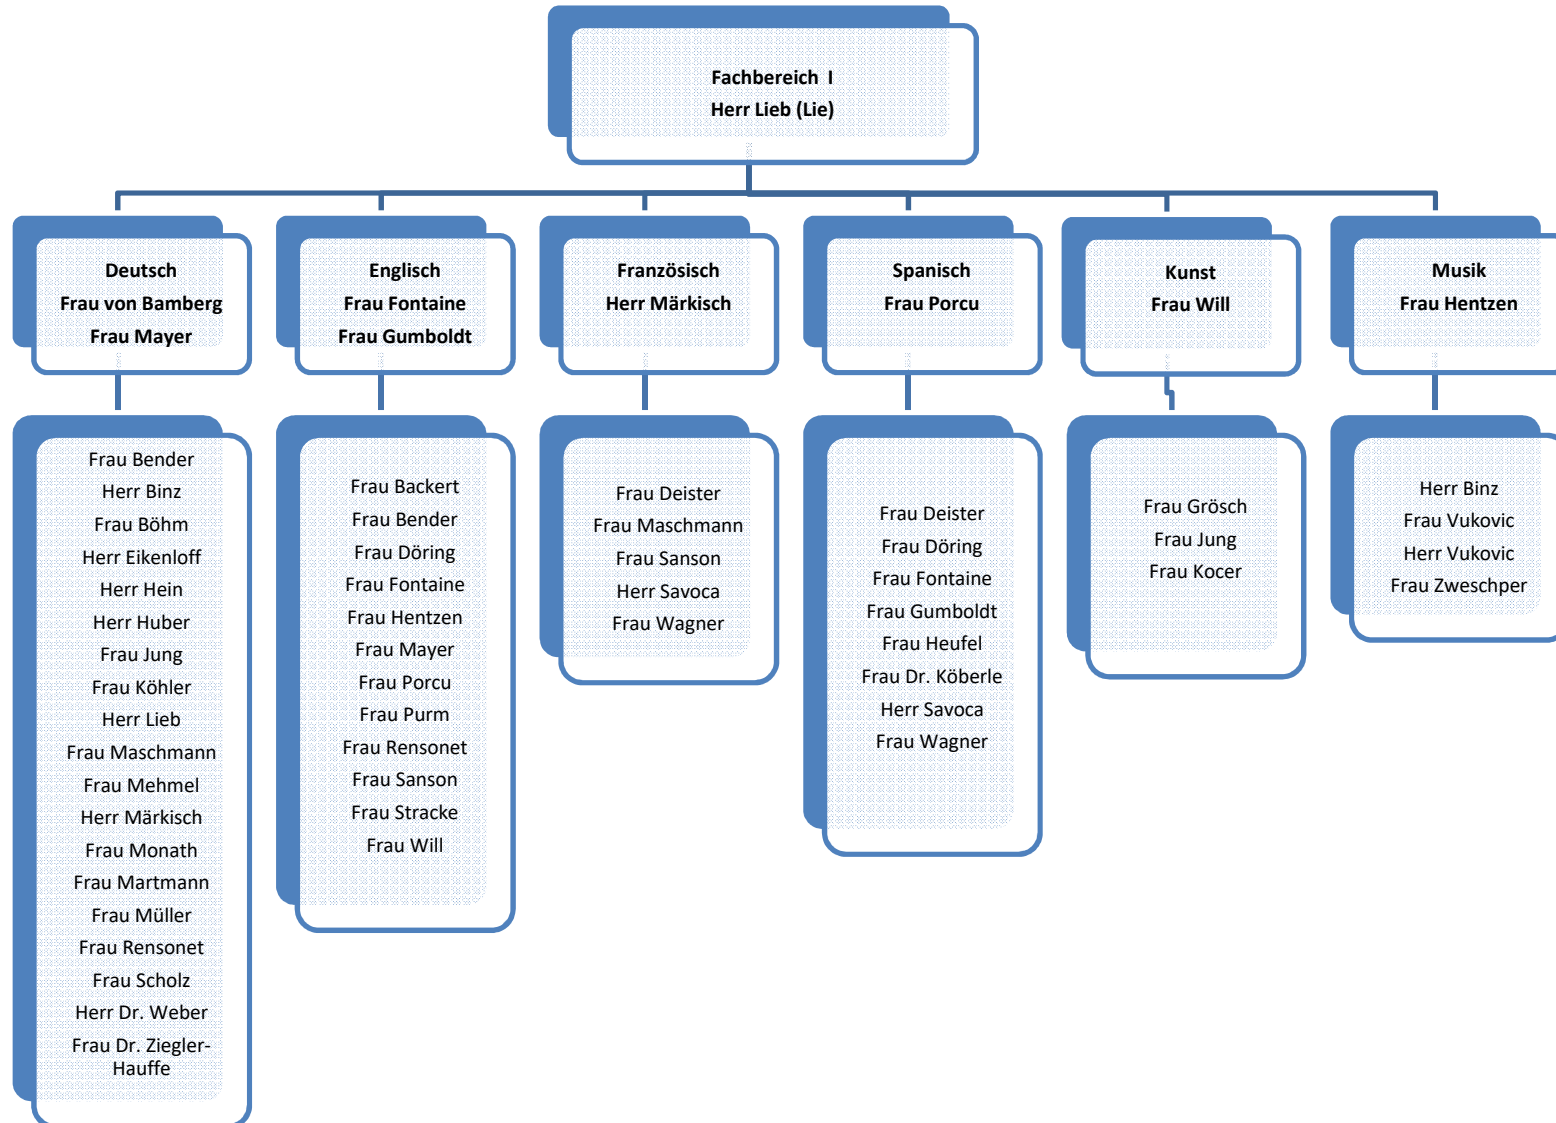 Fachbereich I
Herr Lieb (Lie)
Deutsch
Frau von Bamberg
Frau Mayer
Englisch
Frau Fontaine
Frau Gumboldt
Französisch
Herr Märkisch
Spanisch
Frau Porcu
Kunst
Frau Will
Musik
Frau Hentzen
Frau Bender
Herr Binz
Frau Böhm
Herr Eikenloff
Herr Hein
Herr Huber
Frau Jung
Frau Köhler
Herr Lieb
Frau Maschmann
Frau Mehmel
Herr Märkisch
Frau Monath
Frau Martmann
Frau Müller
Frau Rensonet
Frau Scholz
Herr Dr. Weber
Frau Dr. Ziegler-
Hauffe
Frau Backert
Frau Bender
Frau Döring
Frau Fontaine
Frau Hentzen
Frau Mayer
Frau Porcu
Frau Purm
Frau Rensonet
Frau Sanson
Frau Stracke
Frau Will
Frau Deister
Frau Maschmann
Frau Sanson
Herr Savoca
Frau Wagner
Frau Deister
Frau Döring
Frau Fontaine
Frau Gumboldt
Frau Heufel
Frau Dr. Köberle
Herr Savoca
Frau Wagner
Frau Grösch
Frau Jung
Frau Kocer
Herr Binz
Frau Vukovic
Herr Vukovic
Frau Zweschper